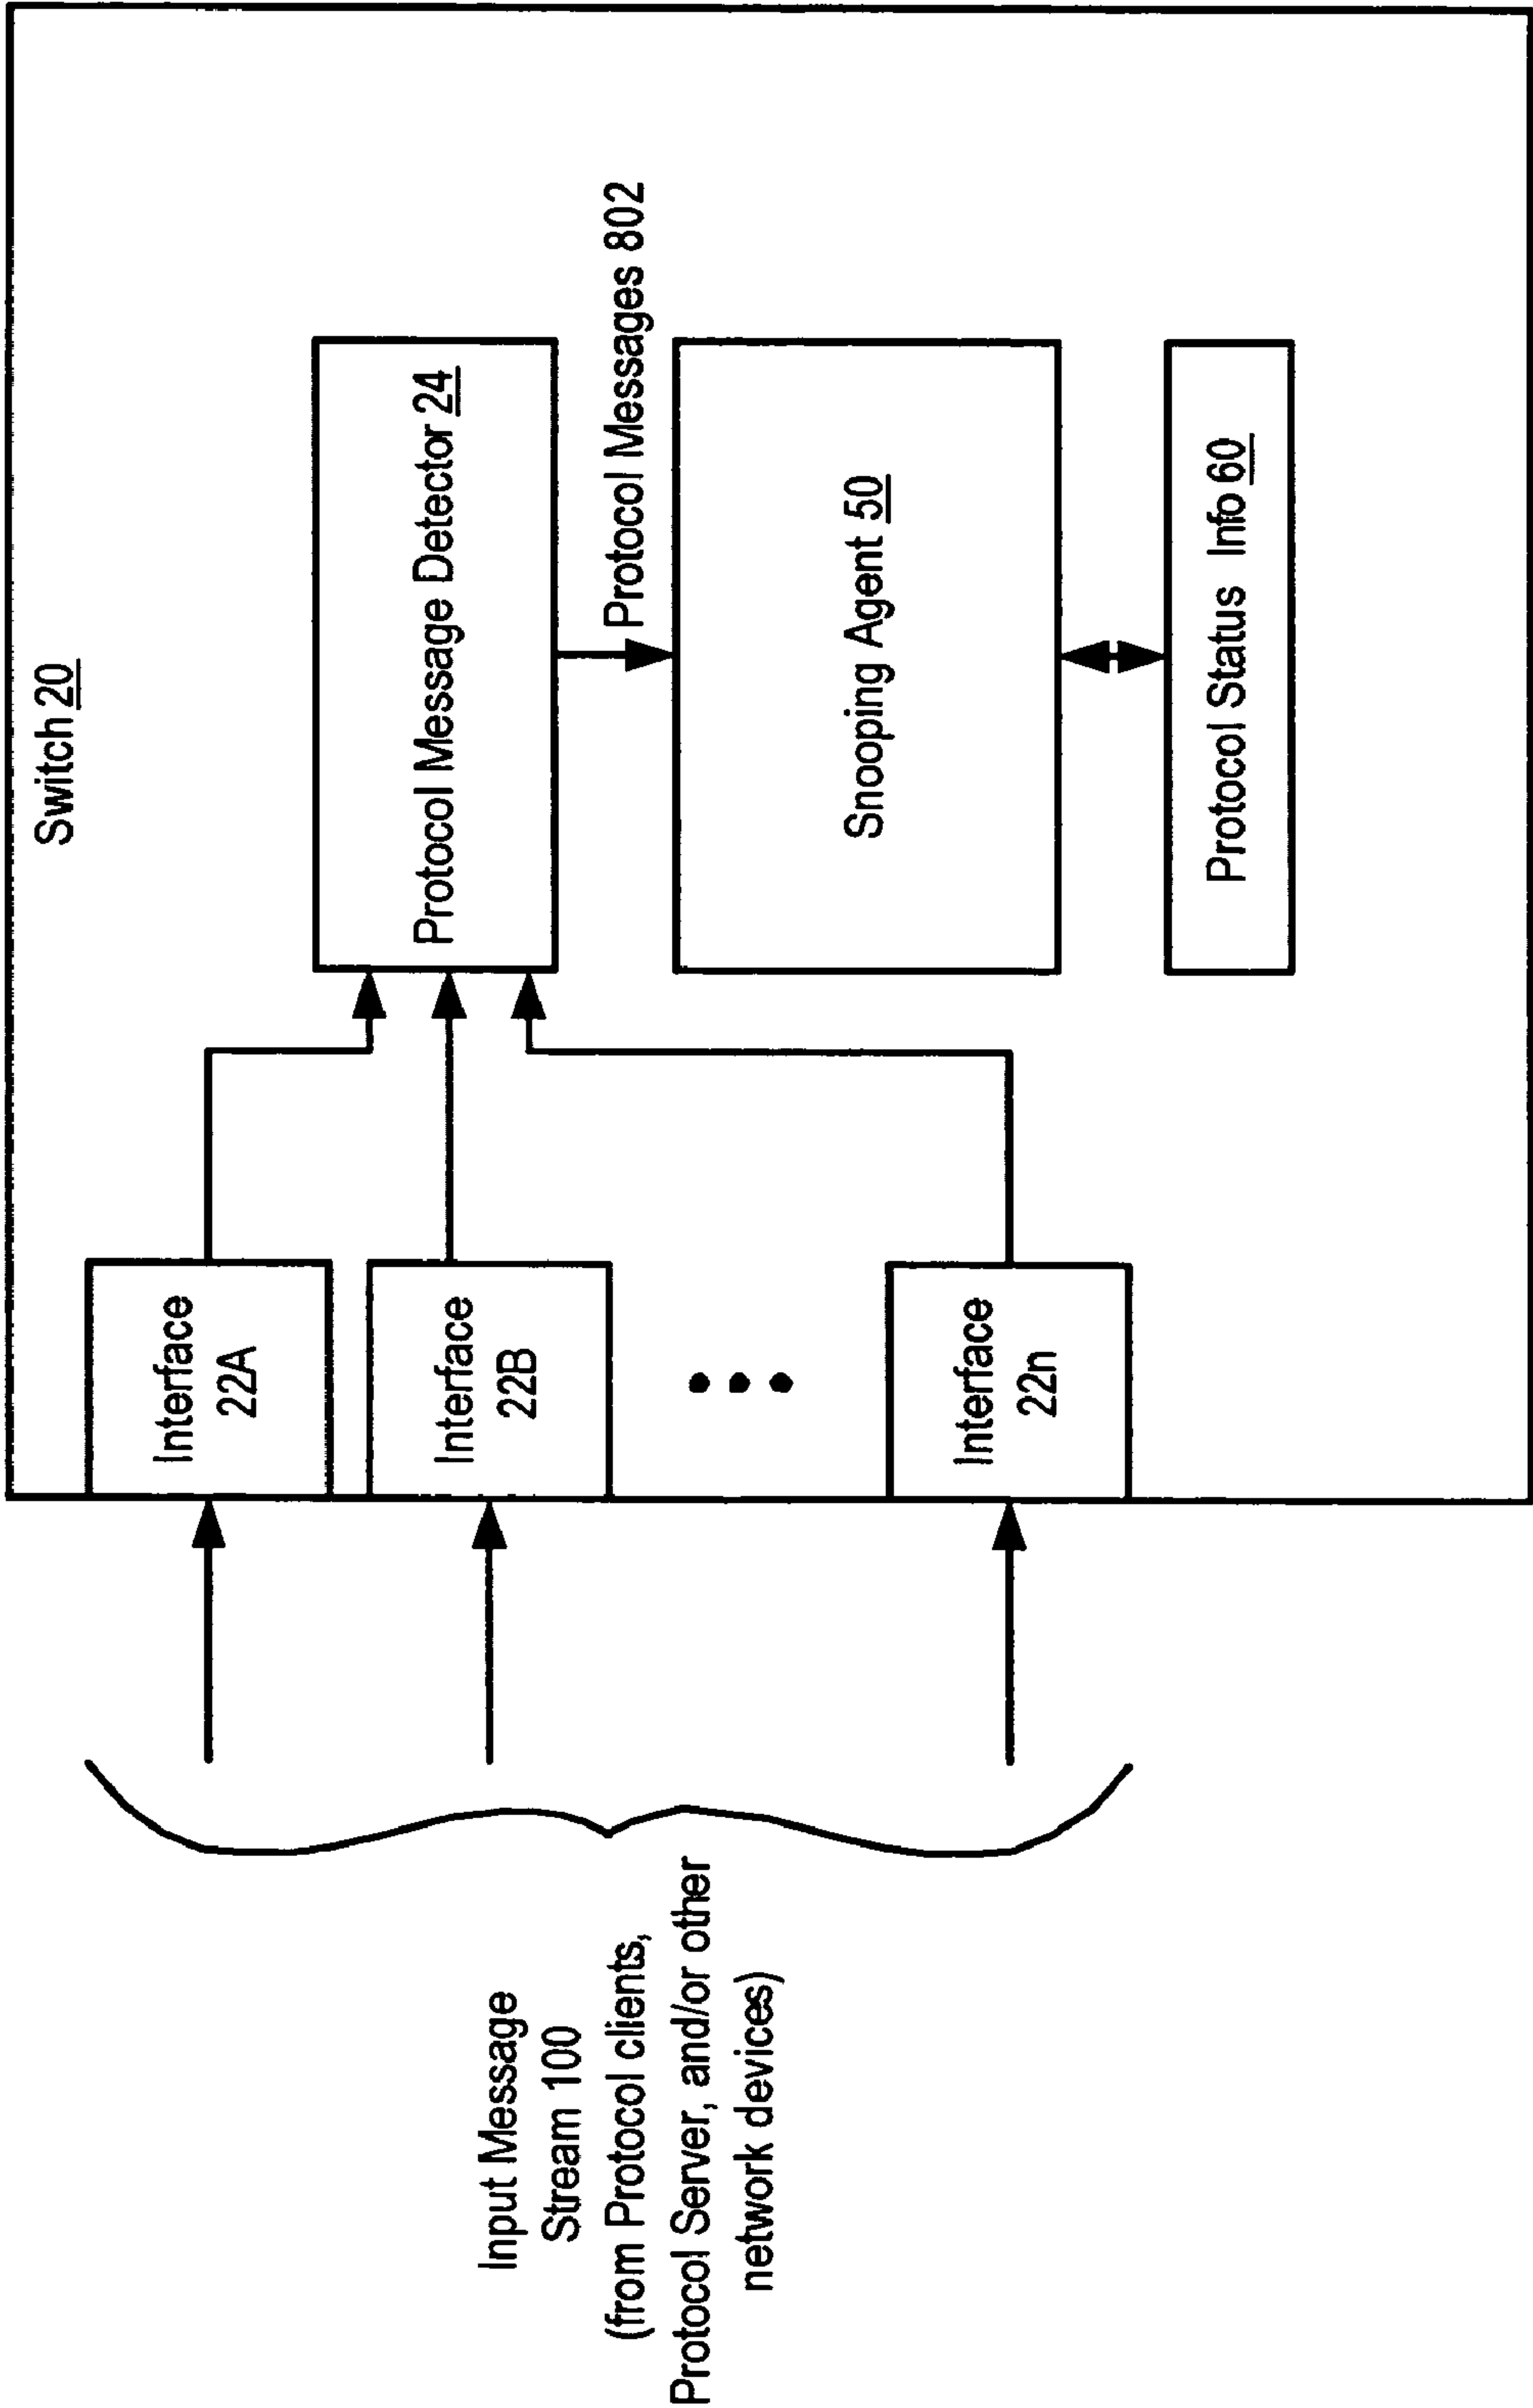 Switch 20
Interface
22A
Interface
22B
Interface
22n
Protocol Message Detector 24
Protocol Messages 802
Snooping Agent 50
Protocol Status Info 60
Input Message
Stream 100
(from Protocol clients,
Protocol Server, and/or other
network devices)